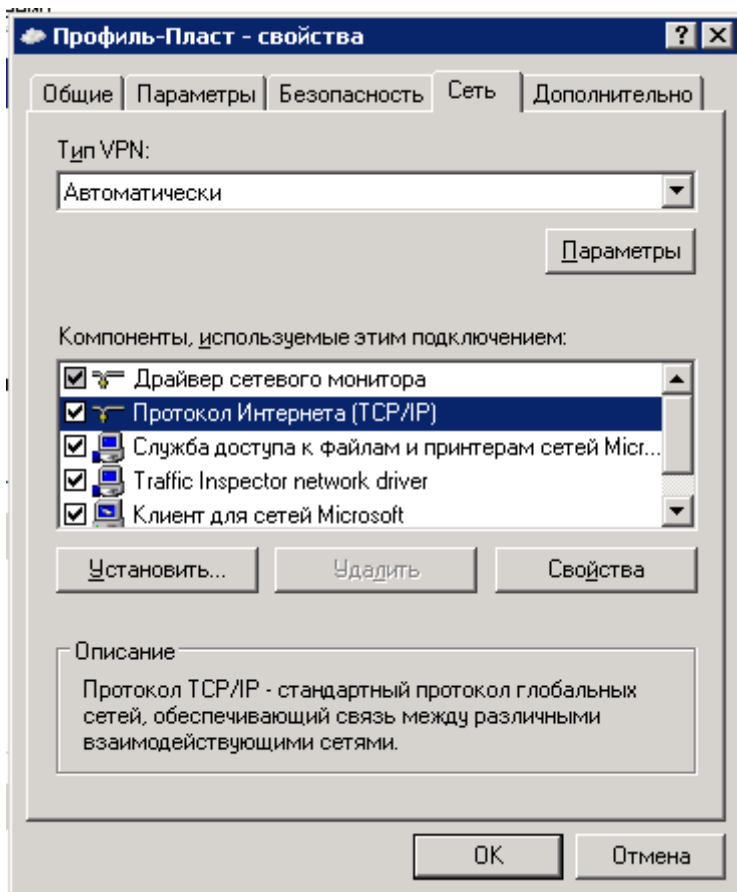 Профиль-Пласт - свойства
Общие Параметры Безопасность Сеть Дополнительно
Тип VPN:
Автоматически
Параметры
Компоненты, используемые этим подключением:
Драйвер сетевого монитора
Протокол Интернета (TCP/IP)
Служба доступа к файлам и принтерам сетей Micr...
Traffic Inspector network driver
Клиент для сетей Microsoft
Установить... Удалить Свойства
Описание
Протокол TCP/IP - стандартный протокол глобальных
сетей, обеспечивающий связь между различными
взаимодействующими сетями.
OK Отмена